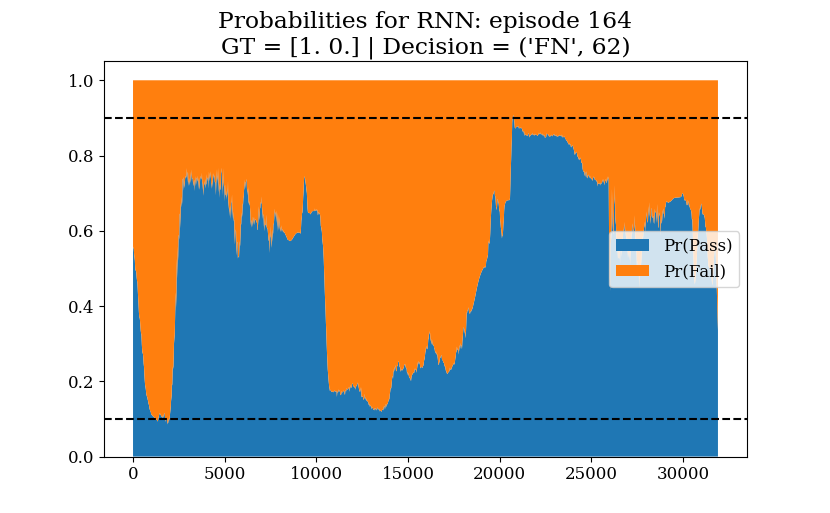 Probabilities for RNN: episode 164
GT = [1. 0.] | Decision = ('FN', 62)
1.0
0.8
0.6
0.4
0.2
0.0
Pr(Pass)
Pr(Fail)
0 5000 10000 15000 20000 25000 30000